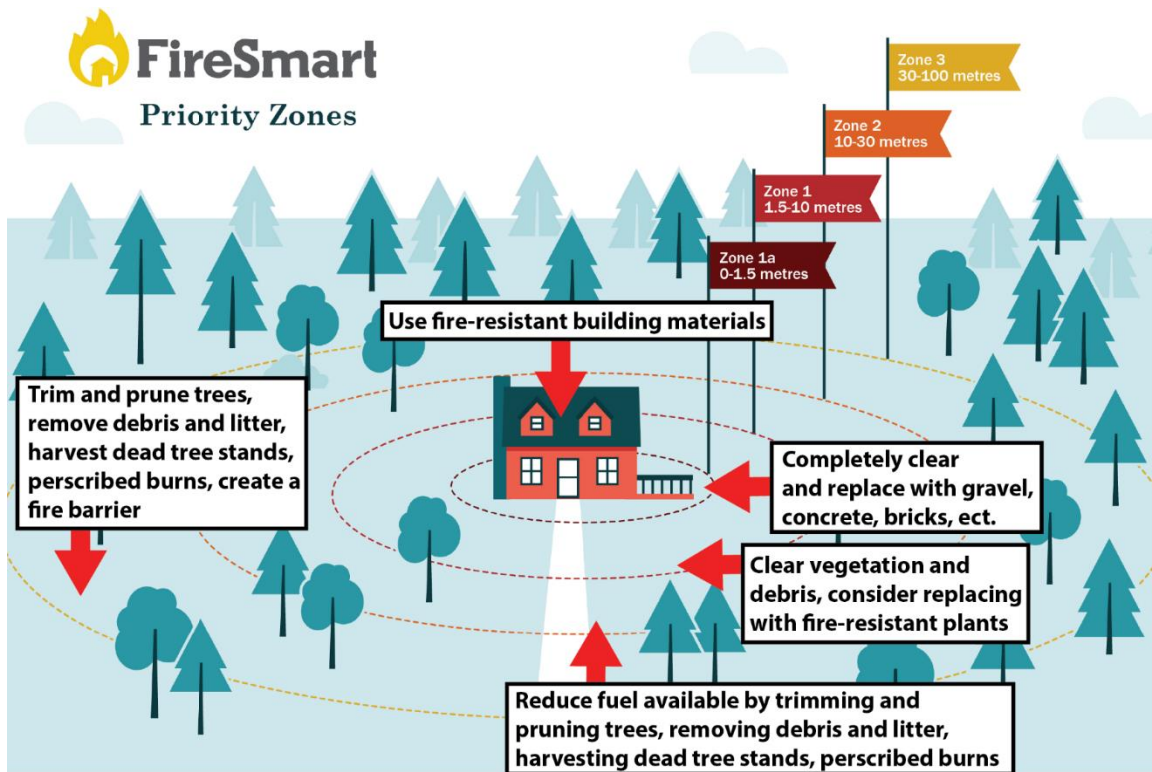 FireSmart
Priority Zones
Zone 3
30-100 metres
Zone 2
10-30 metres
Zone 1
1.5-10 metres
Zone 1a
0-1.5 metres
Use fire-resistant building materials
Trim and prune trees,
remove debris and litter,
harvest dead tree stands,
perscribed burns, create a
fire barrier
Completely clear
and replace with gravel,
concrete, bricks, ect.
Clear vegetation and
debris, consider replacing
with fire-resistant plants
Reduce fuel available by trimming and
pruning trees, removing debris and litter,
harvesting dead tree stands, perscribed burns